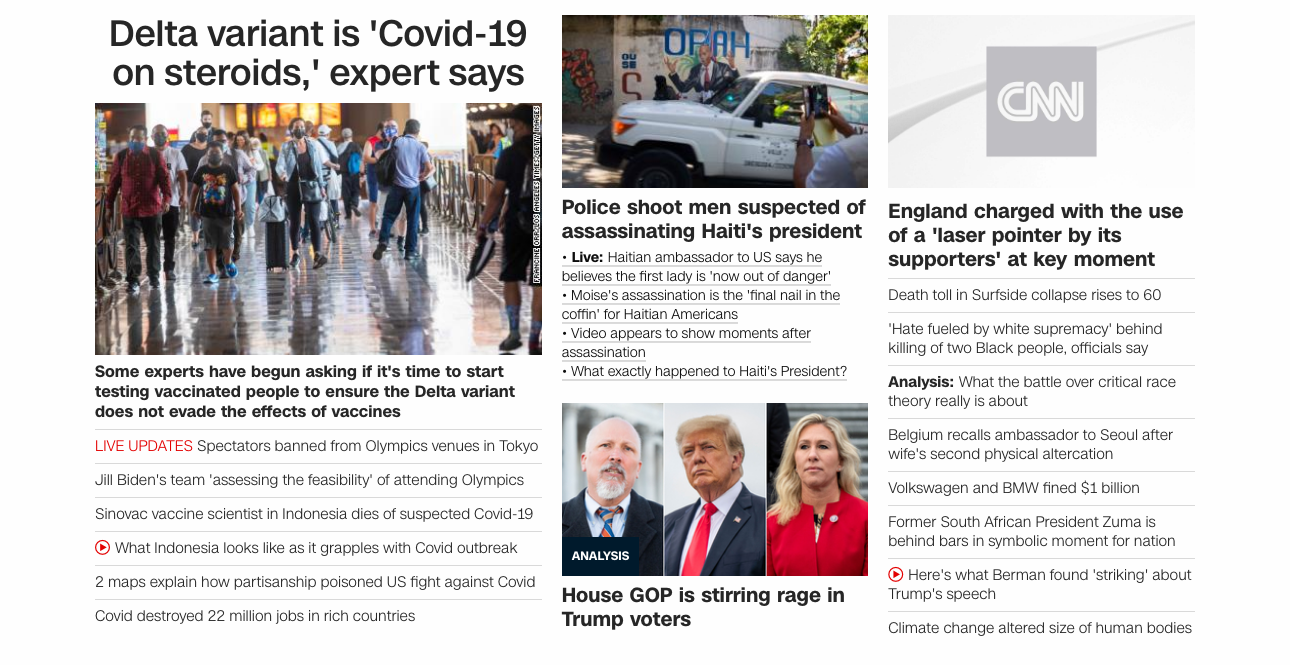 Delta variant is 'Covid-19
on steroids,' expert says
FRANCINE ORR/LOS ANGELES TIMES/GETTY IMAGES
Some experts have begun asking if it's time to start
testing vaccinated people to ensure the Delta variant
does not evade the effects of vaccines
LIVE UPDATES Spectators banned from Olympics venues in Tokyo
Jill Biden's team 'assessing the feasibility' of attending Olympics
Sinovac vaccine scientist in Indonesia dies of suspected Covid-19
What Indonesia looks like as it grapples with Covid outbreak
2 maps explain how partisanship poisoned US fight against Covid
Covid destroyed 22 million jobs in rich countries
OPAH
Police shoot men suspected of
assassinating Haiti's president
• Live: Haitian ambassador to US says he
believes the first lady is 'now out of danger'
• Moise's assassination is the 'final nail in the
coffin' for Haitian Americans
• Video appears to show moments after
assassination
• What exactly happened to Haiti's President?
ANALYSIS
House GOP is stirring rage in
Trump voters
CNN
England charged with the use
of a 'laser pointer by its
supporters' at key moment
Death toll in Surfside collapse rises to 60
'Hate fueled by white supremacy' behind
killing of two Black people, officials say
Analysis: What the battle over critical race
theory really is about
Belgium recalls ambassador to Seoul after
wife's second physical altercation
Volkswagen and BMW fined $1 billion
Former South African President Zuma is
behind bars in symbolic moment for nation
Here's what Berman found 'striking' about
Trump's speech
Climate change altered size of human bodies